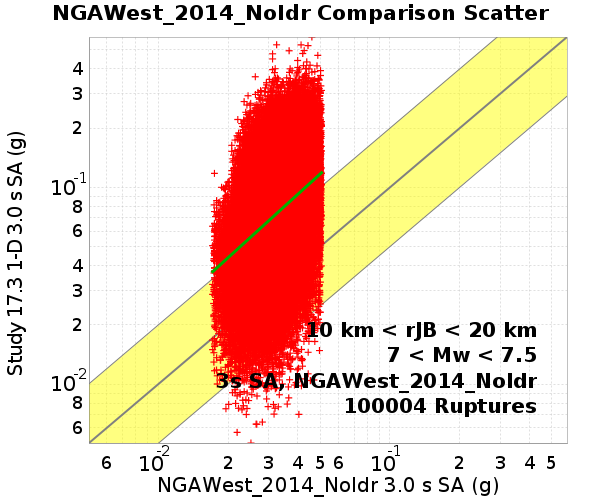 NGAWest_2014_NoIdr Comparison Scatter
Study 17.3 1-D 3.0 s SA (g)
4
3
2
10^-1
8
6
4
3
2
10^-2
8
6
10 km < rJB < 20 km
7 < Mw < 7.5
3s SA, NGAWest_2014_NoIdr
100004 Ruptures
6 10^-2 2 3 4 5 6 10^-1 2 3 4 5
NGAWest_2014_NoIdr 3.0 s SA (g)